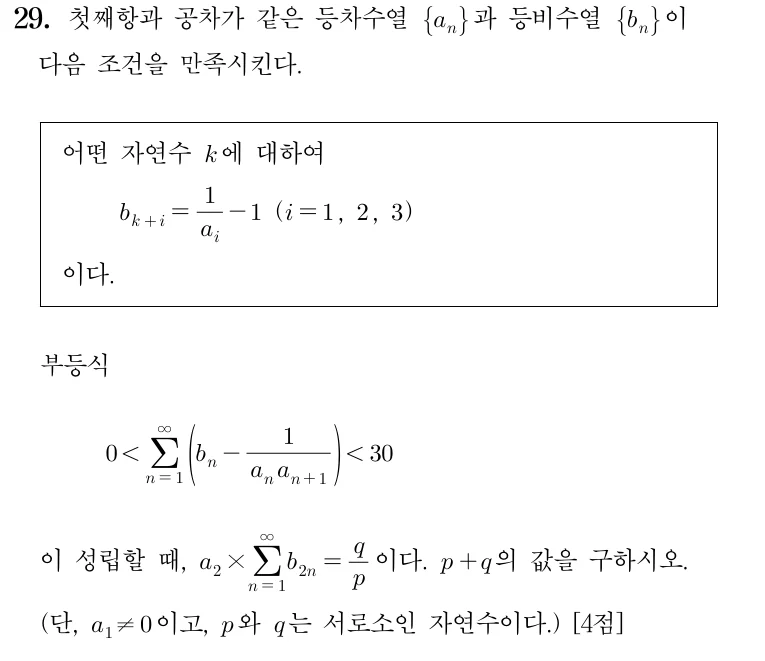 29. 첫째항과 공차가 같은 등차수열 {a_n}과 등비수열 {b_n}이
다음 조건을 만족시킨다.
어떤 자연수 k에 대하여
b_{k+i} = \frac{1}{a_i} - 1 (i = 1, 2, 3)
이다.
부등식
0 < \sum_{n=1}^{∞} ( b_n - \frac{1}{a_n a_{n+1}} ) < 30
이 성립할 때, a_2 × \sum_{n=1}^{∞} b_{2n} = \frac{q}{p} 이다. p+q의 값을 구하시오.
(단, a_1 ≠ 0이고, p와 q는 서로소인 자연수이다.) [4점]